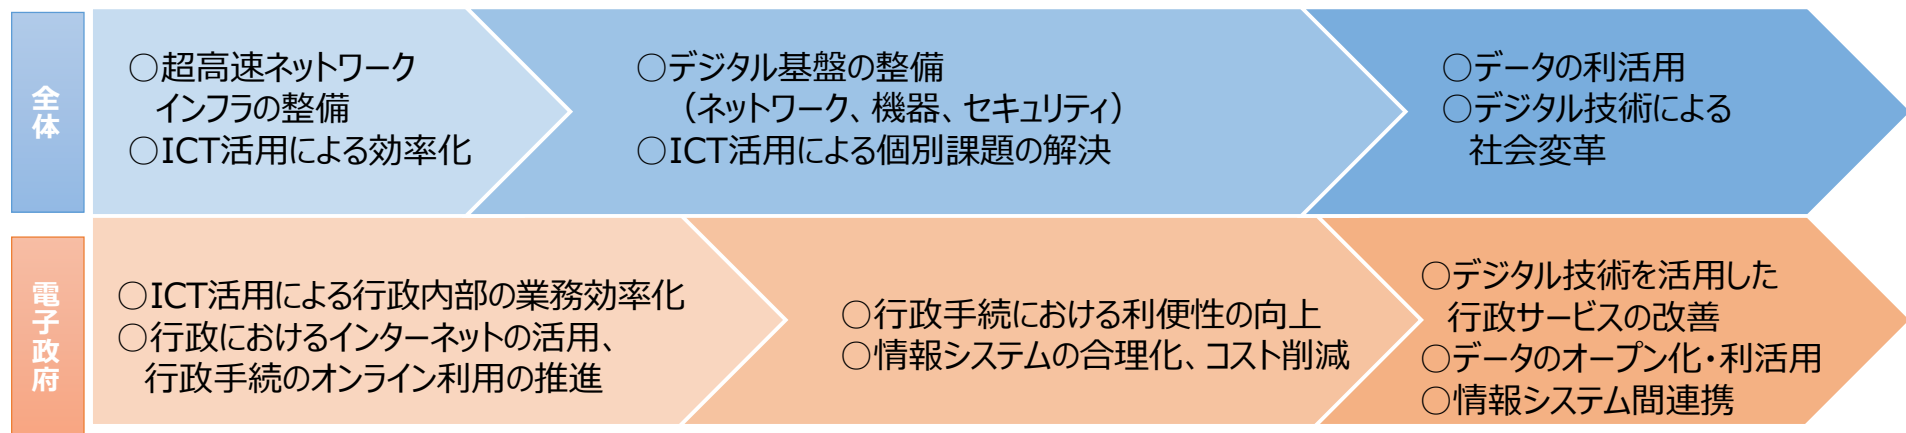 全体
○超高速ネットワーク
インフラの整備
○ICT活用による効率化
○デジタル基盤の整備
（ネットワーク、機器、セキュリティ）
○ICT活用による個別課題の解決
○データの利活用
○デジタル技術による
社会変革
電子政府
○ICT活用による行政内部の業務効率化
○行政におけるインターネットの活用、
行政手続のオンライン利用の推進
○行政手続における利便性の向上
○情報システムの合理化、コスト削減
○デジタル技術を活用した
行政サービスの改善
○データのオープン化・利活用
○情報システム間連携